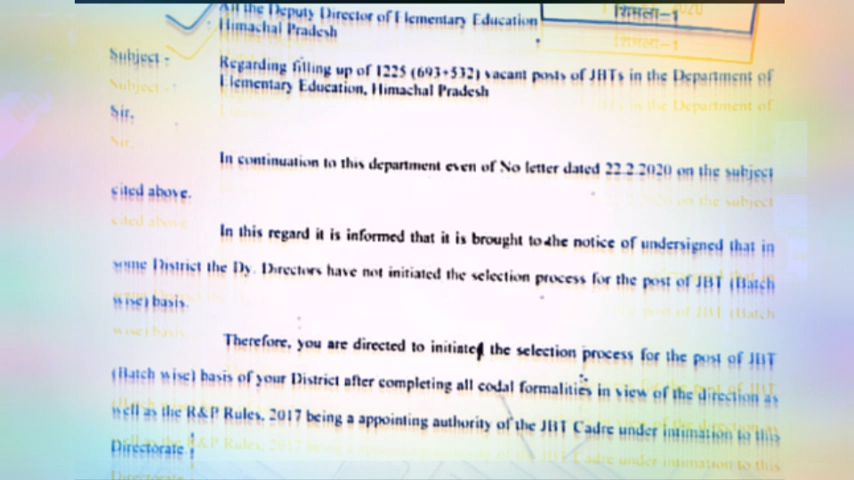 All the Deputy Director of Elementary Education
Himachal Pradesh
शिमला-1
Subject:-
Regarding filling up of 1225 (693+532) vacant posts of JBTs in the Department of
Elementary Education, Himachal Pradesh
Sir,
In continuation to this department even of No letter dated 22.2.2020 on the subject
cited above.
In this regard it is informed that it is brought to the notice of undersigned that in
some District the Dy. Directors have not initiated the selection process for the post of JBT (Batch
wise) basis.
Therefore, you are directed to initiated the selection process for the post of JBT
(Batch wise) basis of your District after completing all codal formalities in view of the direction as
well as the R&P Rules, 2017 being a appointing authority of the JBT Cadre under intimation to this
Directorate.